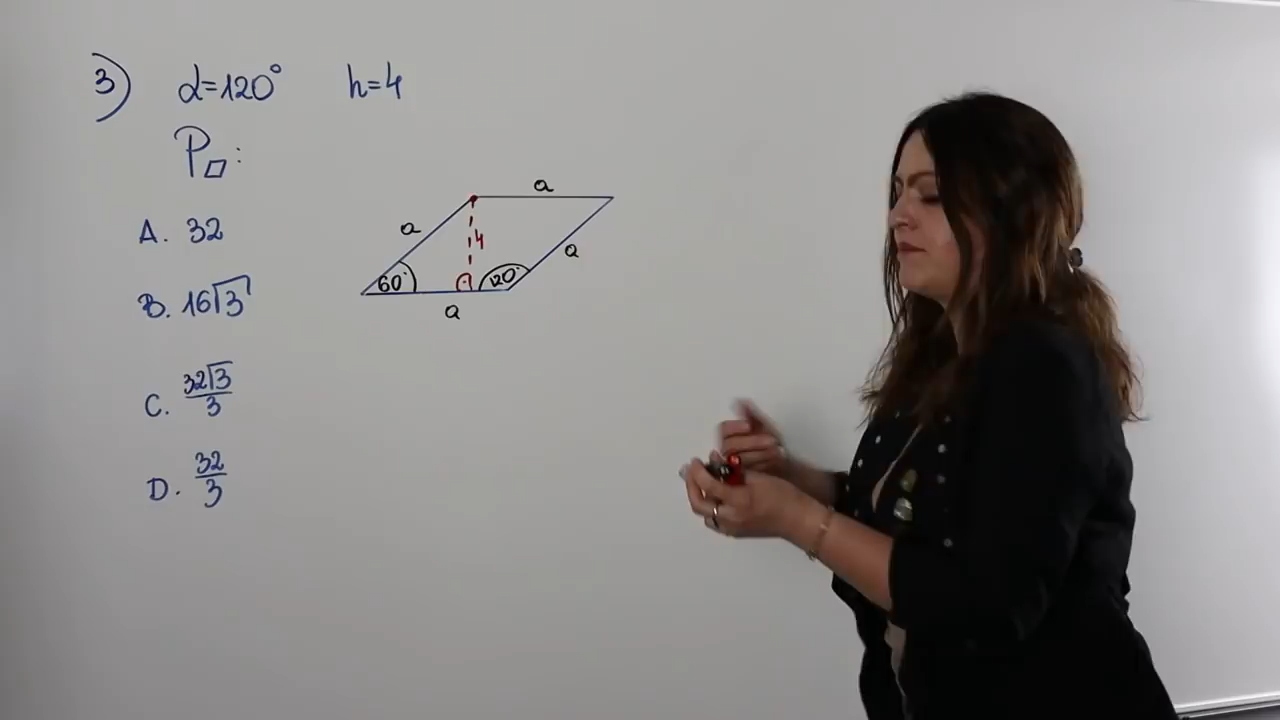 3) α=120° h=4
P▱:
A. 32
B. 16√3
C. 32√3/3
D. 32/3
a
a
4
a
60° 120°
a